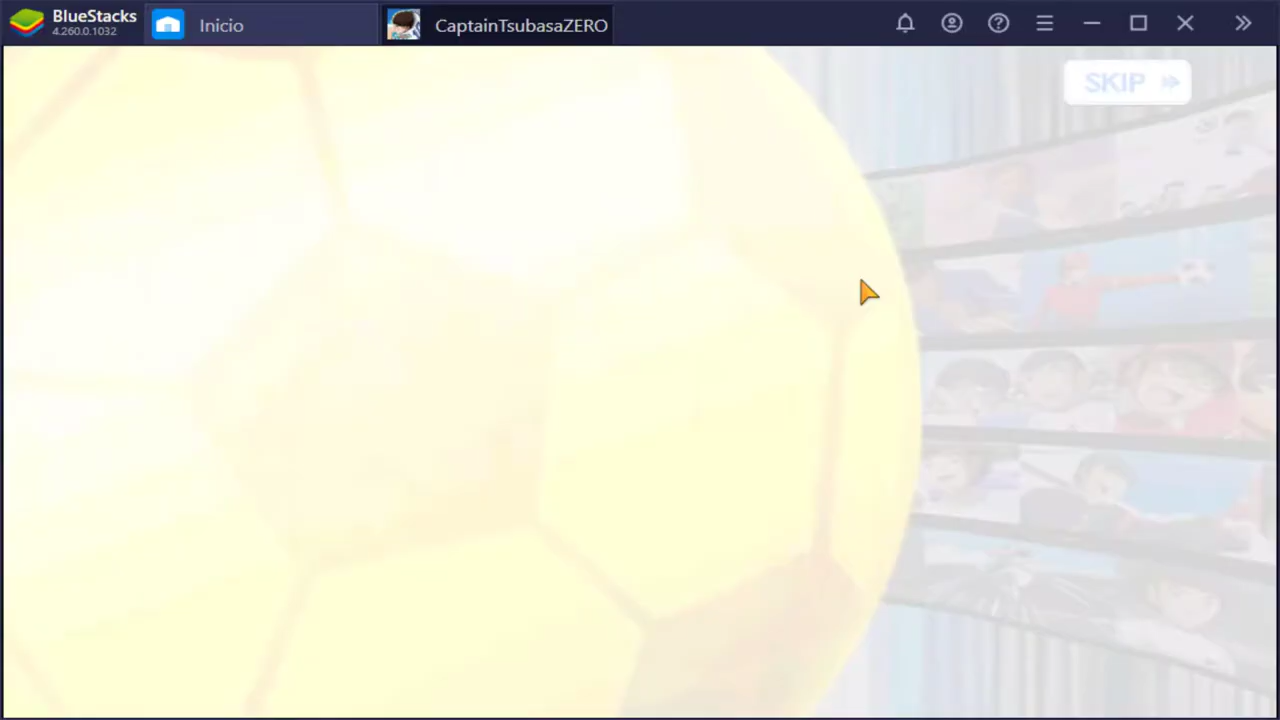 BlueStacks
4.260.0.1032
Inicio
CaptainTsubasaZERO
SKIP